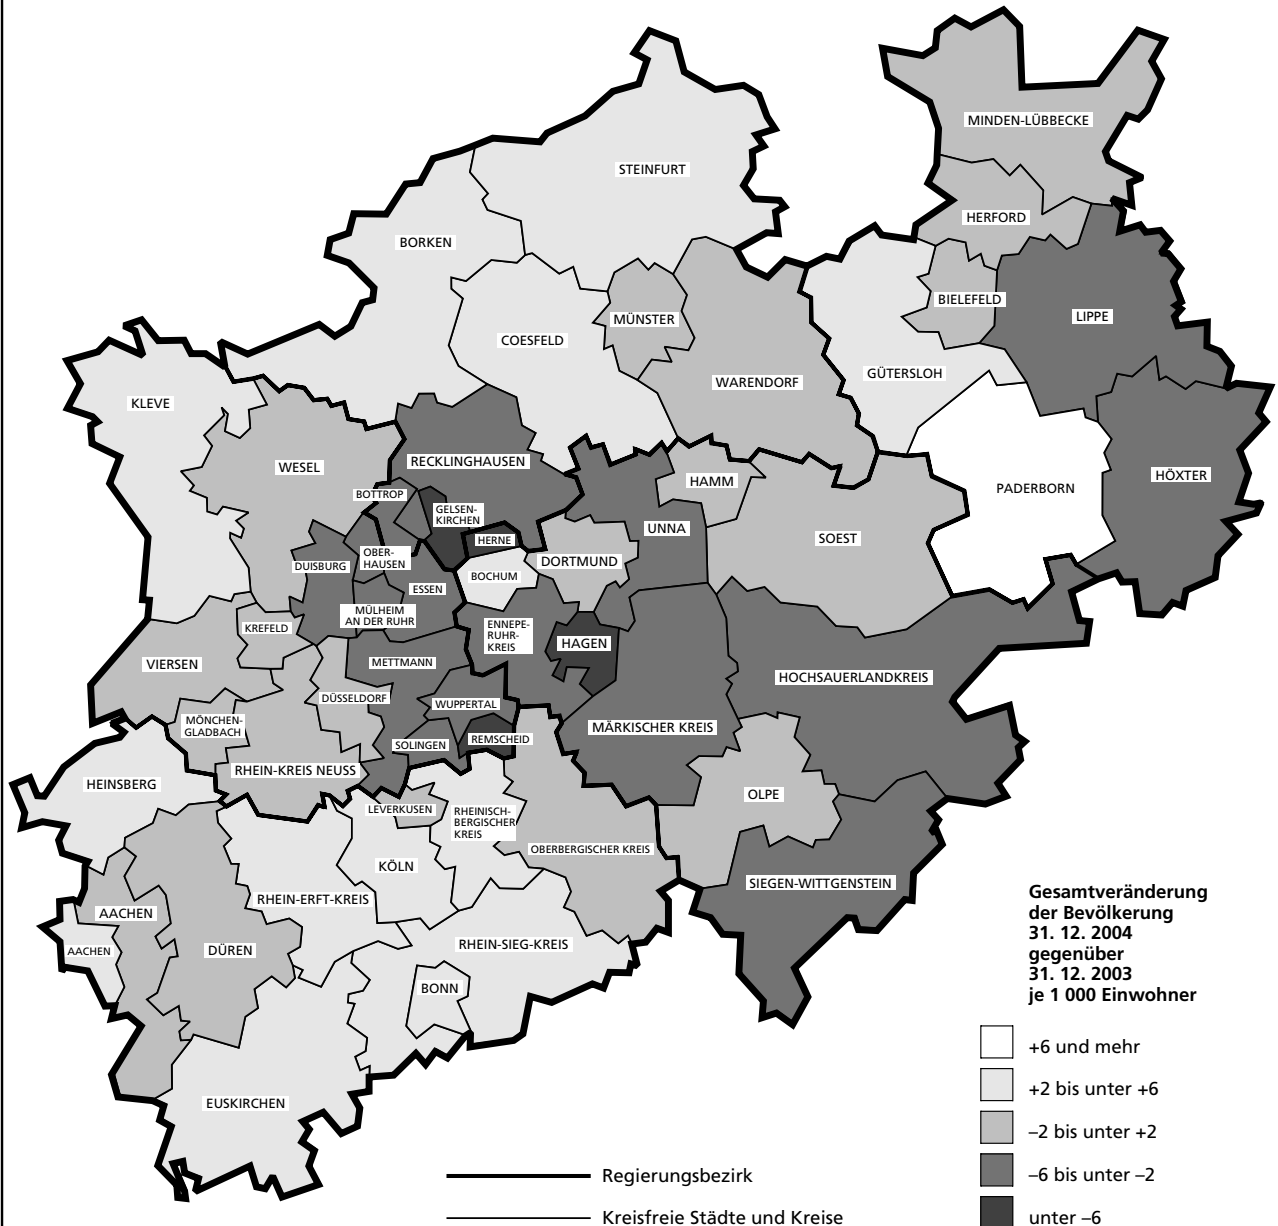 MINDEN-LÜBBECKE
STEINFURT
HERFORD
BORKEN
BIELEFELD
LIPPE
MÜNSTER
COESFELD
GÜTERSLOH
WARENDORF
KLEVE
RECKLINGHAUSEN
WESEL
HÖXTER
HAMM
PADERBORN
BOTTROP
GELSEN-
KIRCHEN
UNNA
SOEST
HERNE
OBER-
HAUSEN
DORTMUND
DUISBURG
BOCHUM
ESSEN
MÜLHEIM
AN DER RUHR
KREFELD
ENNEPE-
RUHR-
KREIS
HAGEN
VIERSEN
METTMANN
HOCHSAUERLANDKREIS
DÜSSELDORF
WUPPERTAL
MÖNCHEN-
GLADBACH
MÄRKISCHER KREIS
REMSCHEID
SOLINGEN
RHEIN-KREIS NEUSS
HEINSBERG
OLPE
LEVERKUSEN
RHEINISCH-
BERGISCHER
KREIS
OBERBERGISCHER KREIS
KÖLN
SIEGEN-WITTGENSTEIN
RHEIN-ERFT-KREIS
AACHEN
RHEIN-SIEG-KREIS
AACHEN
DÜREN
BONN
EUSKIRCHEN
Gesamtveränderung
der Bevölkerung
31. 12. 2004
gegenüber
31. 12. 2003
je 1 000 Einwohner
+6 und mehr
+2 bis unter +6
–2 bis unter +2
–6 bis unter –2
unter –6
Regierungsbezirk
Kreisfreie Städte und Kreise